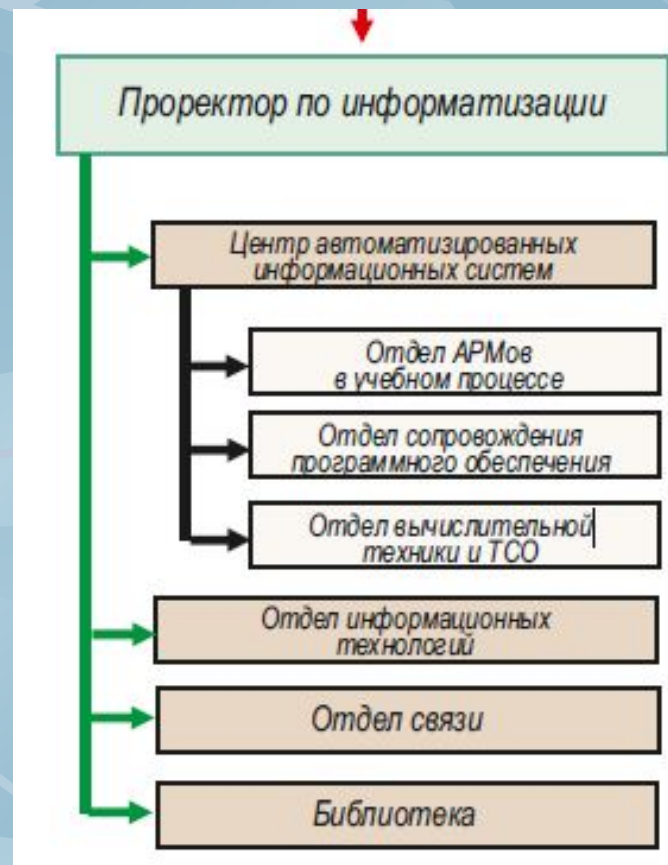 Проректор по информатизации
Центр автоматизированных
информационных систем
Отдел АРМов
в учебном процессе
Отдел сопровождения
программного обеспечения
Отдел вычислительной
техники и ТСО
Отдел информационных
технологий
Отдел связи
Библиотека